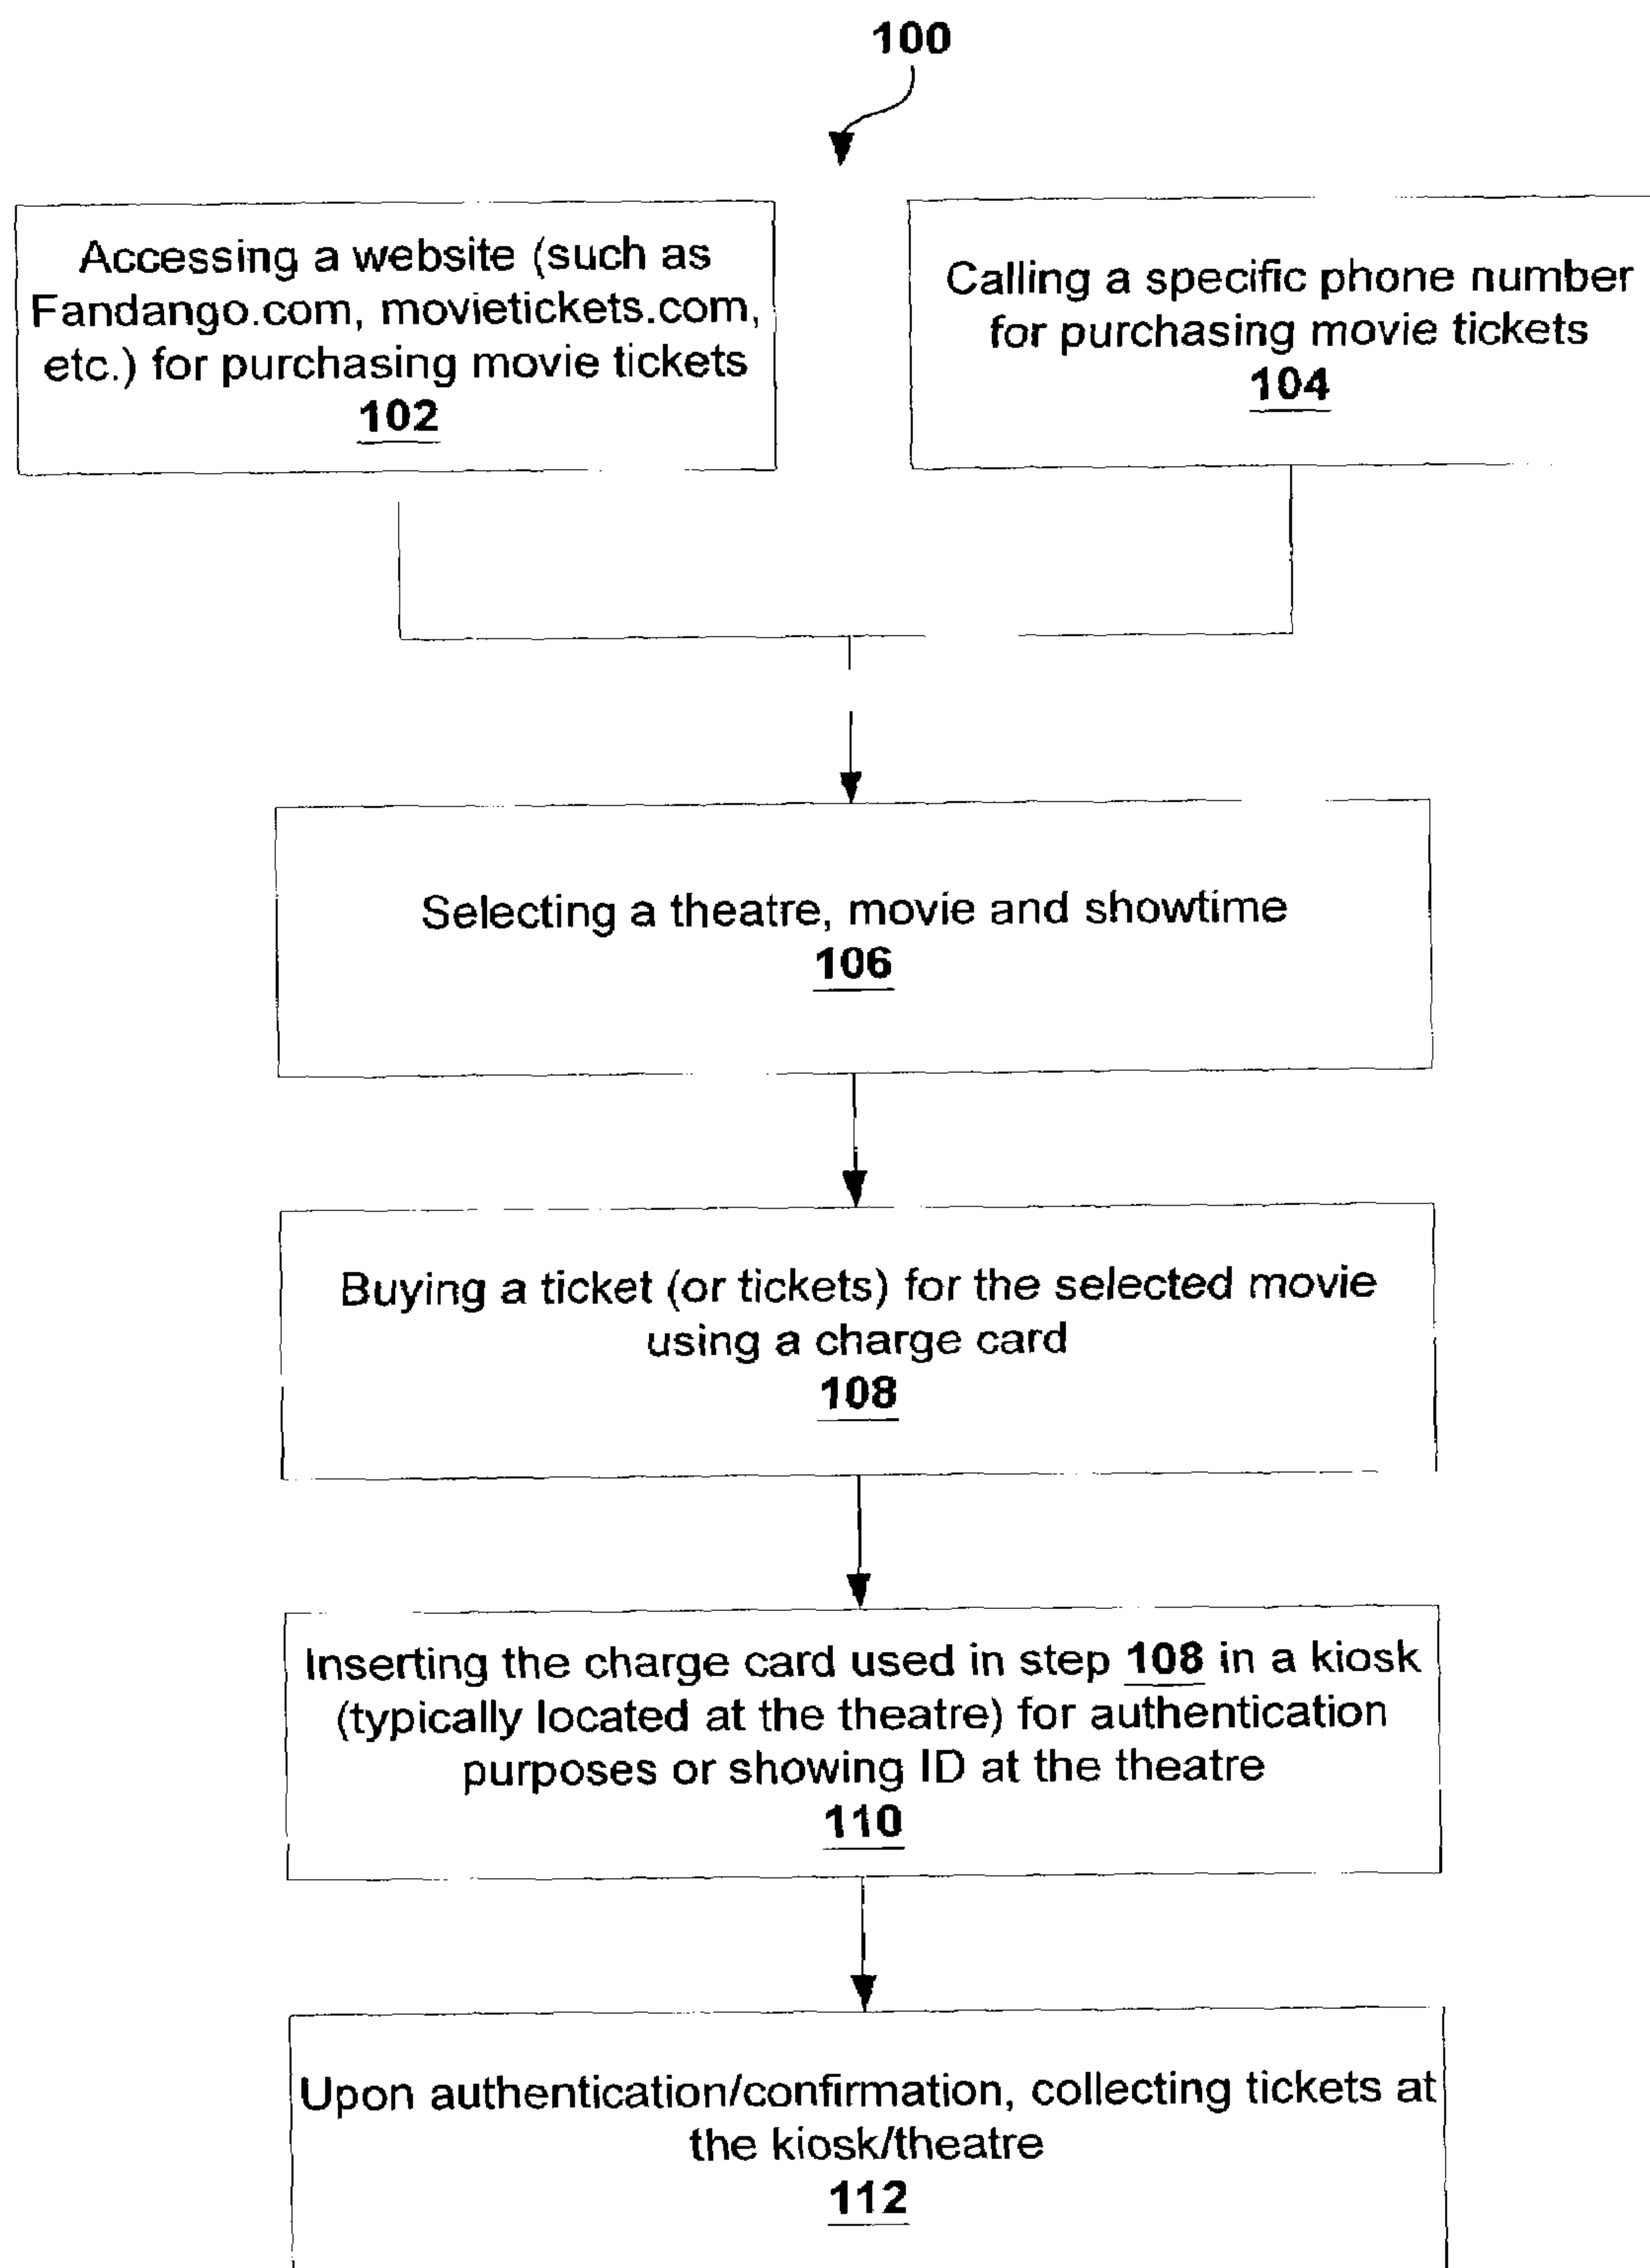 100
Accessing a website (such as
Fandango.com, movietickets.com,
etc.) for purchasing movie tickets
102
Calling a specific phone number
for purchasing movie tickets
104
Selecting a theatre, movie and showtime
106
Buying a ticket (or tickets) for the selected movie
using a charge card
108
Inserting the charge card used in step 108 in a kiosk
(typically located at the theatre) for authentication
purposes or showing ID at the theatre
110
Upon authentication/confirmation, collecting tickets at
the kiosk/theatre
112